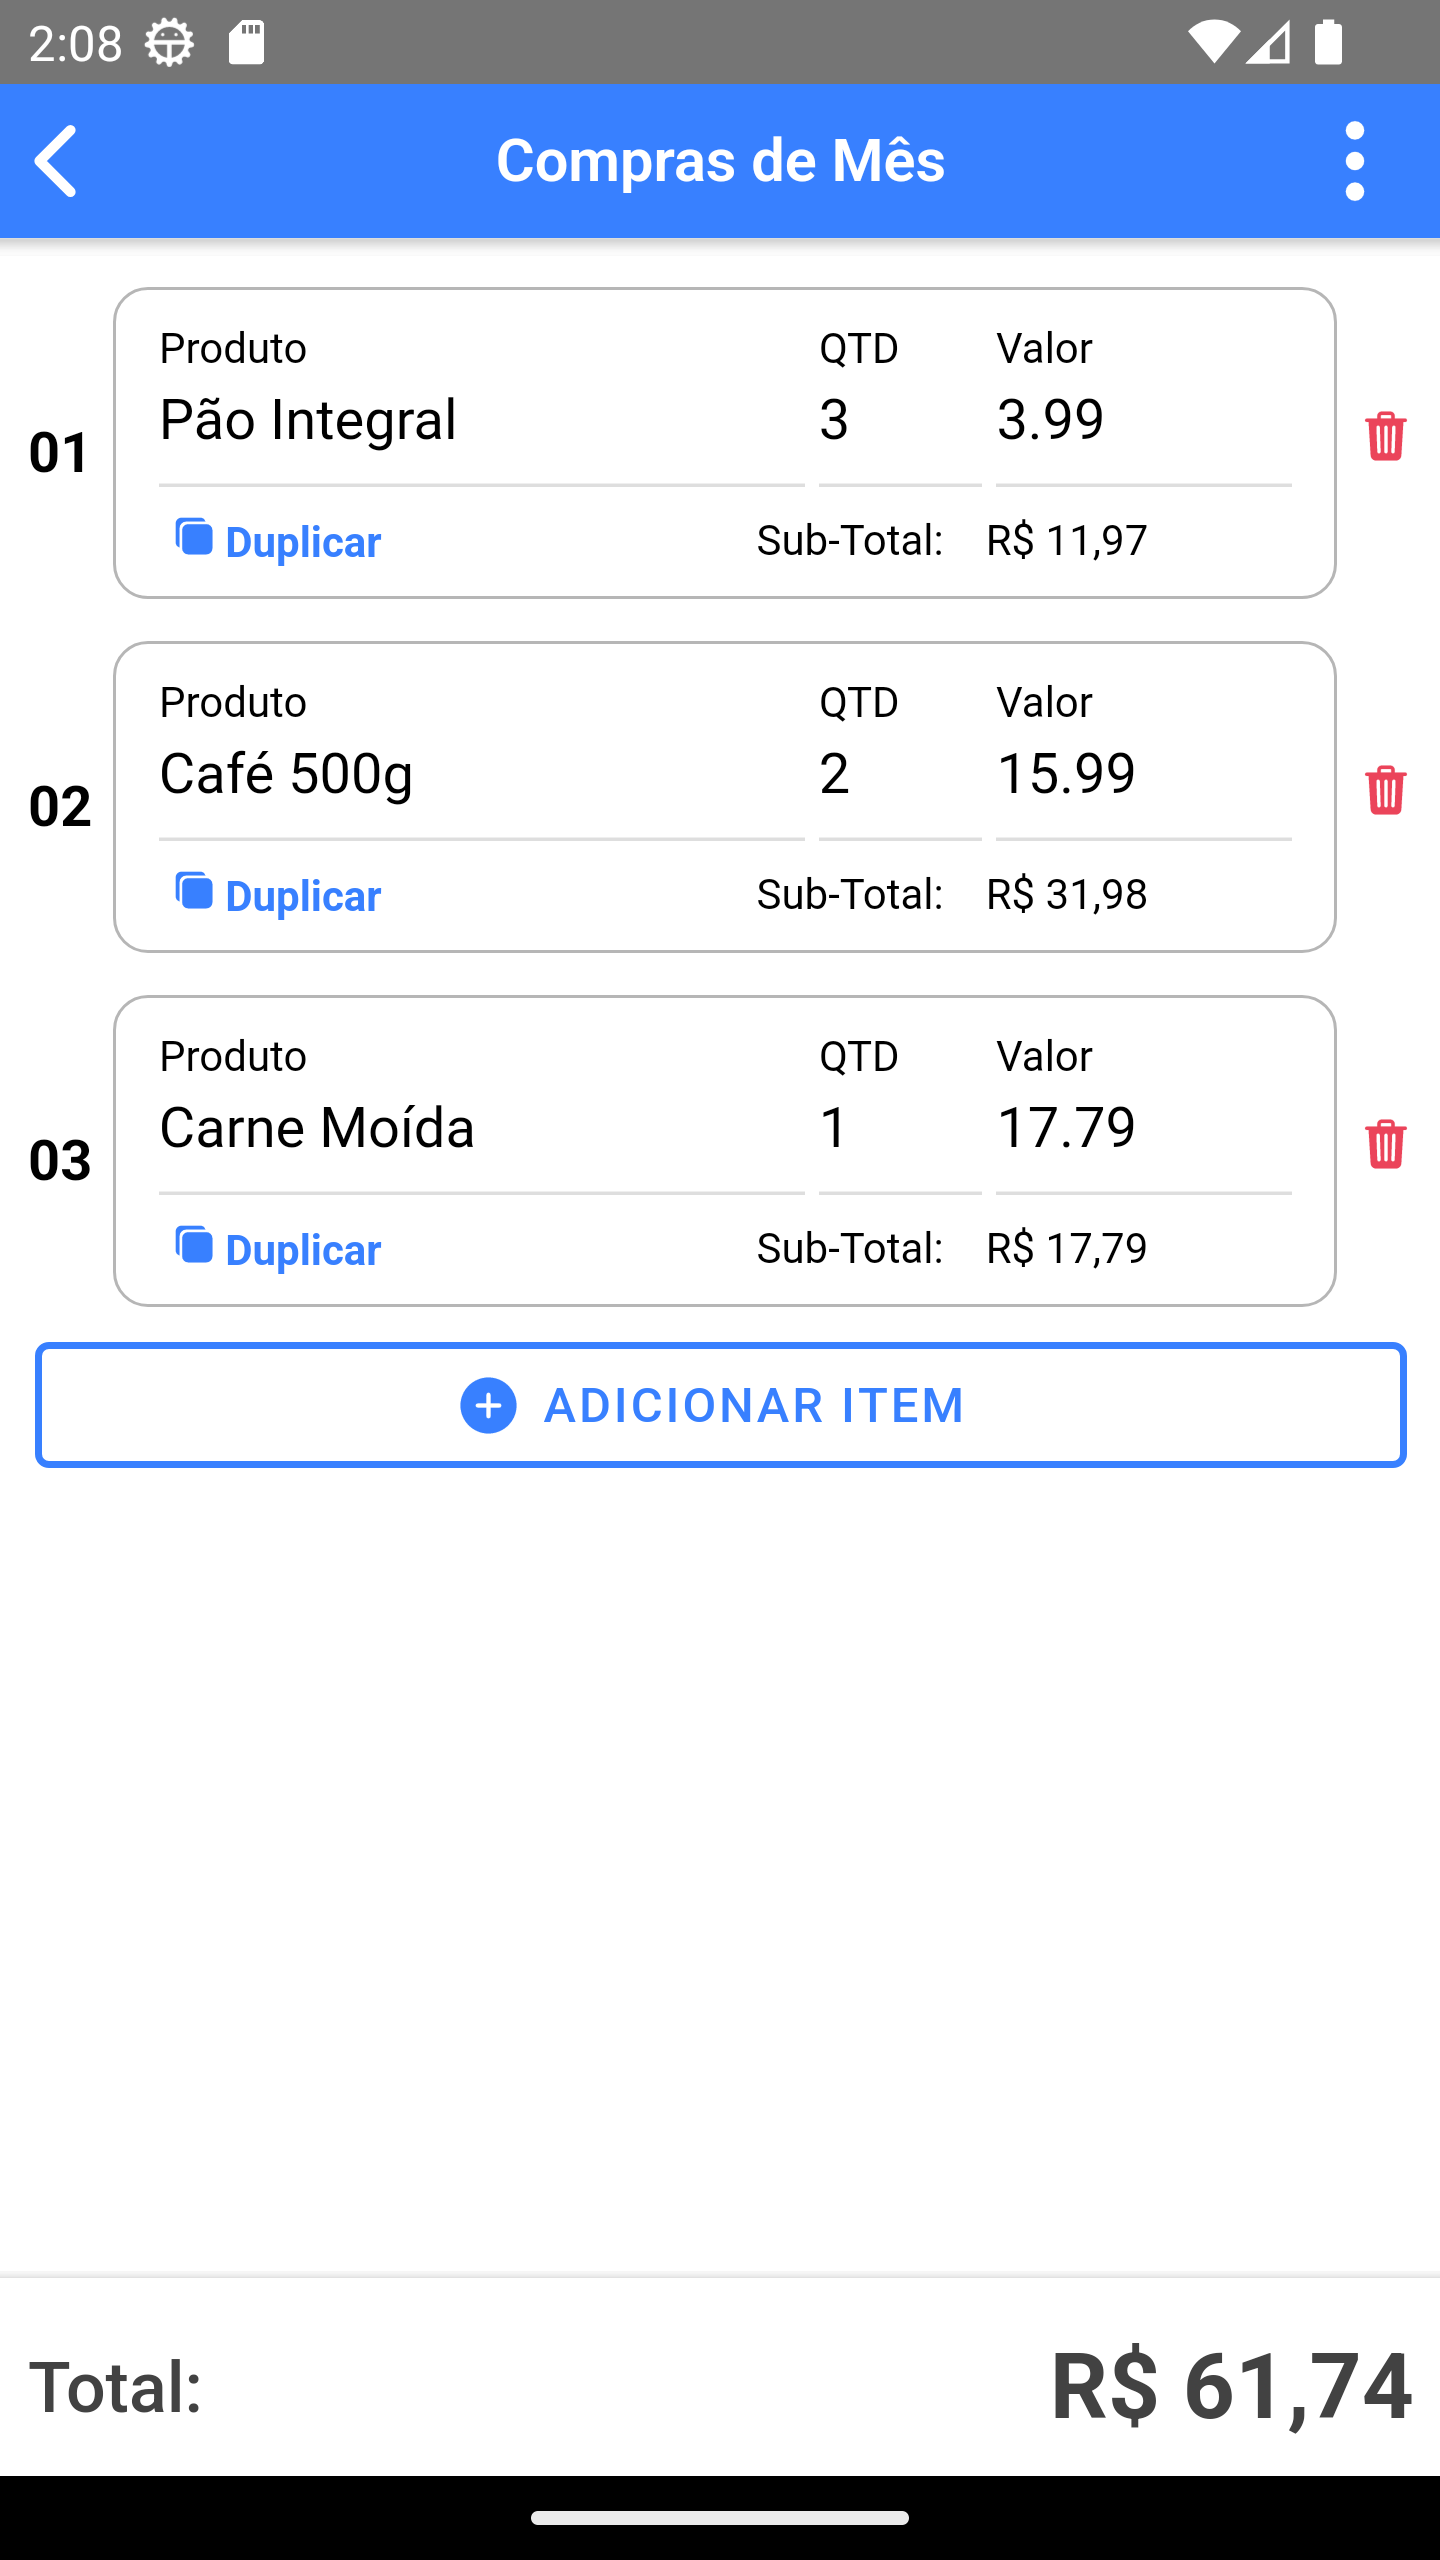 2:08
Compras de Mês
Produto QTD Valor
01 Pão Integral 3 3.99
Duplicar Sub-Total: R$ 11,97
Produto QTD Valor
02 Café 500g 2 15.99
Duplicar Sub-Total: R$ 31,98
Produto QTD Valor
03 Carne Moída 1 17.79
Duplicar Sub-Total: R$ 17,79
ADICIONAR ITEM
Total: R$ 61,74